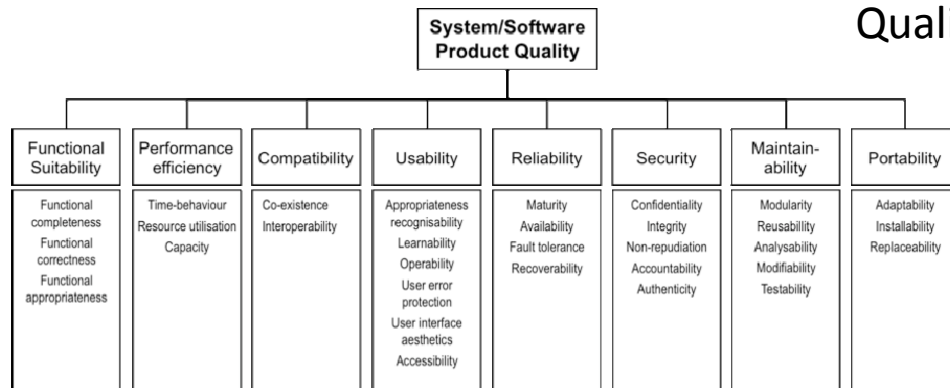 Quali
System/Software
Product Quality
Functional
Suitability
Performance
efficiency
Compatibility
Usability
Reliability
Security
Maintain-
ability
Portability
Functional
completeness
Functional
correctness
Functional
appropriateness
Time-behaviour
Resource utilisation
Capacity
Co-existence
Interoperability
Appropriateness
recognisability
Learnability
Operability
User error
protection
User interface
aesthetics
Accessibility
Maturity
Availability
Fault tolerance
Recoverability
Confidentiality
Integrity
Non-repudiation
Accountability
Authenticity
Modularity
Reusability
Analysability
Modifiability
Testability
Adaptability
Installability
Replaceability